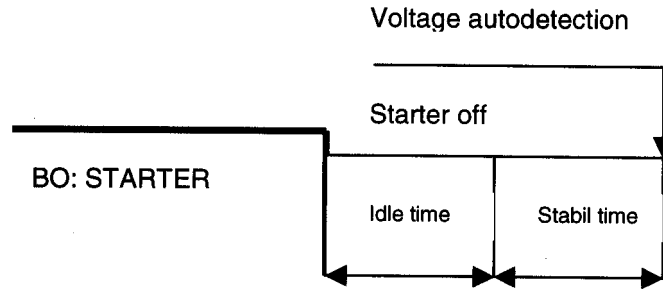 Voltage autodetection
Starter off
BO: STARTER
Idle time
Stabil time